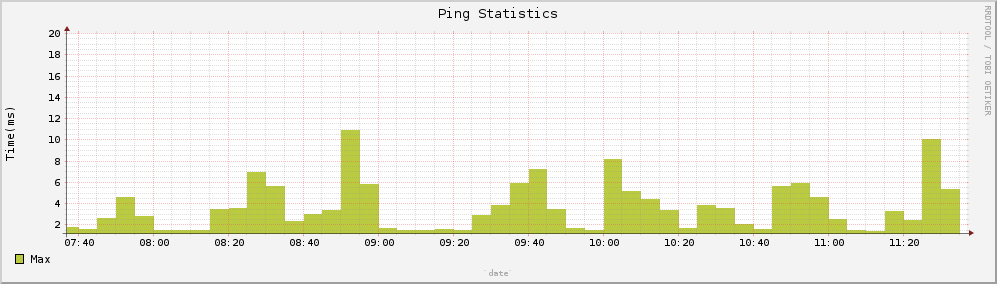 Ping Statistics
RRDTOOL / TOBI OETIKER
Time(ms)
20
18
16
14
12
10
8
6
4
2
07:40 08:00 08:20 08:40 09:00 09:20 09:40 10:00 10:20 10:40 11:00 11:20
Max
`date`